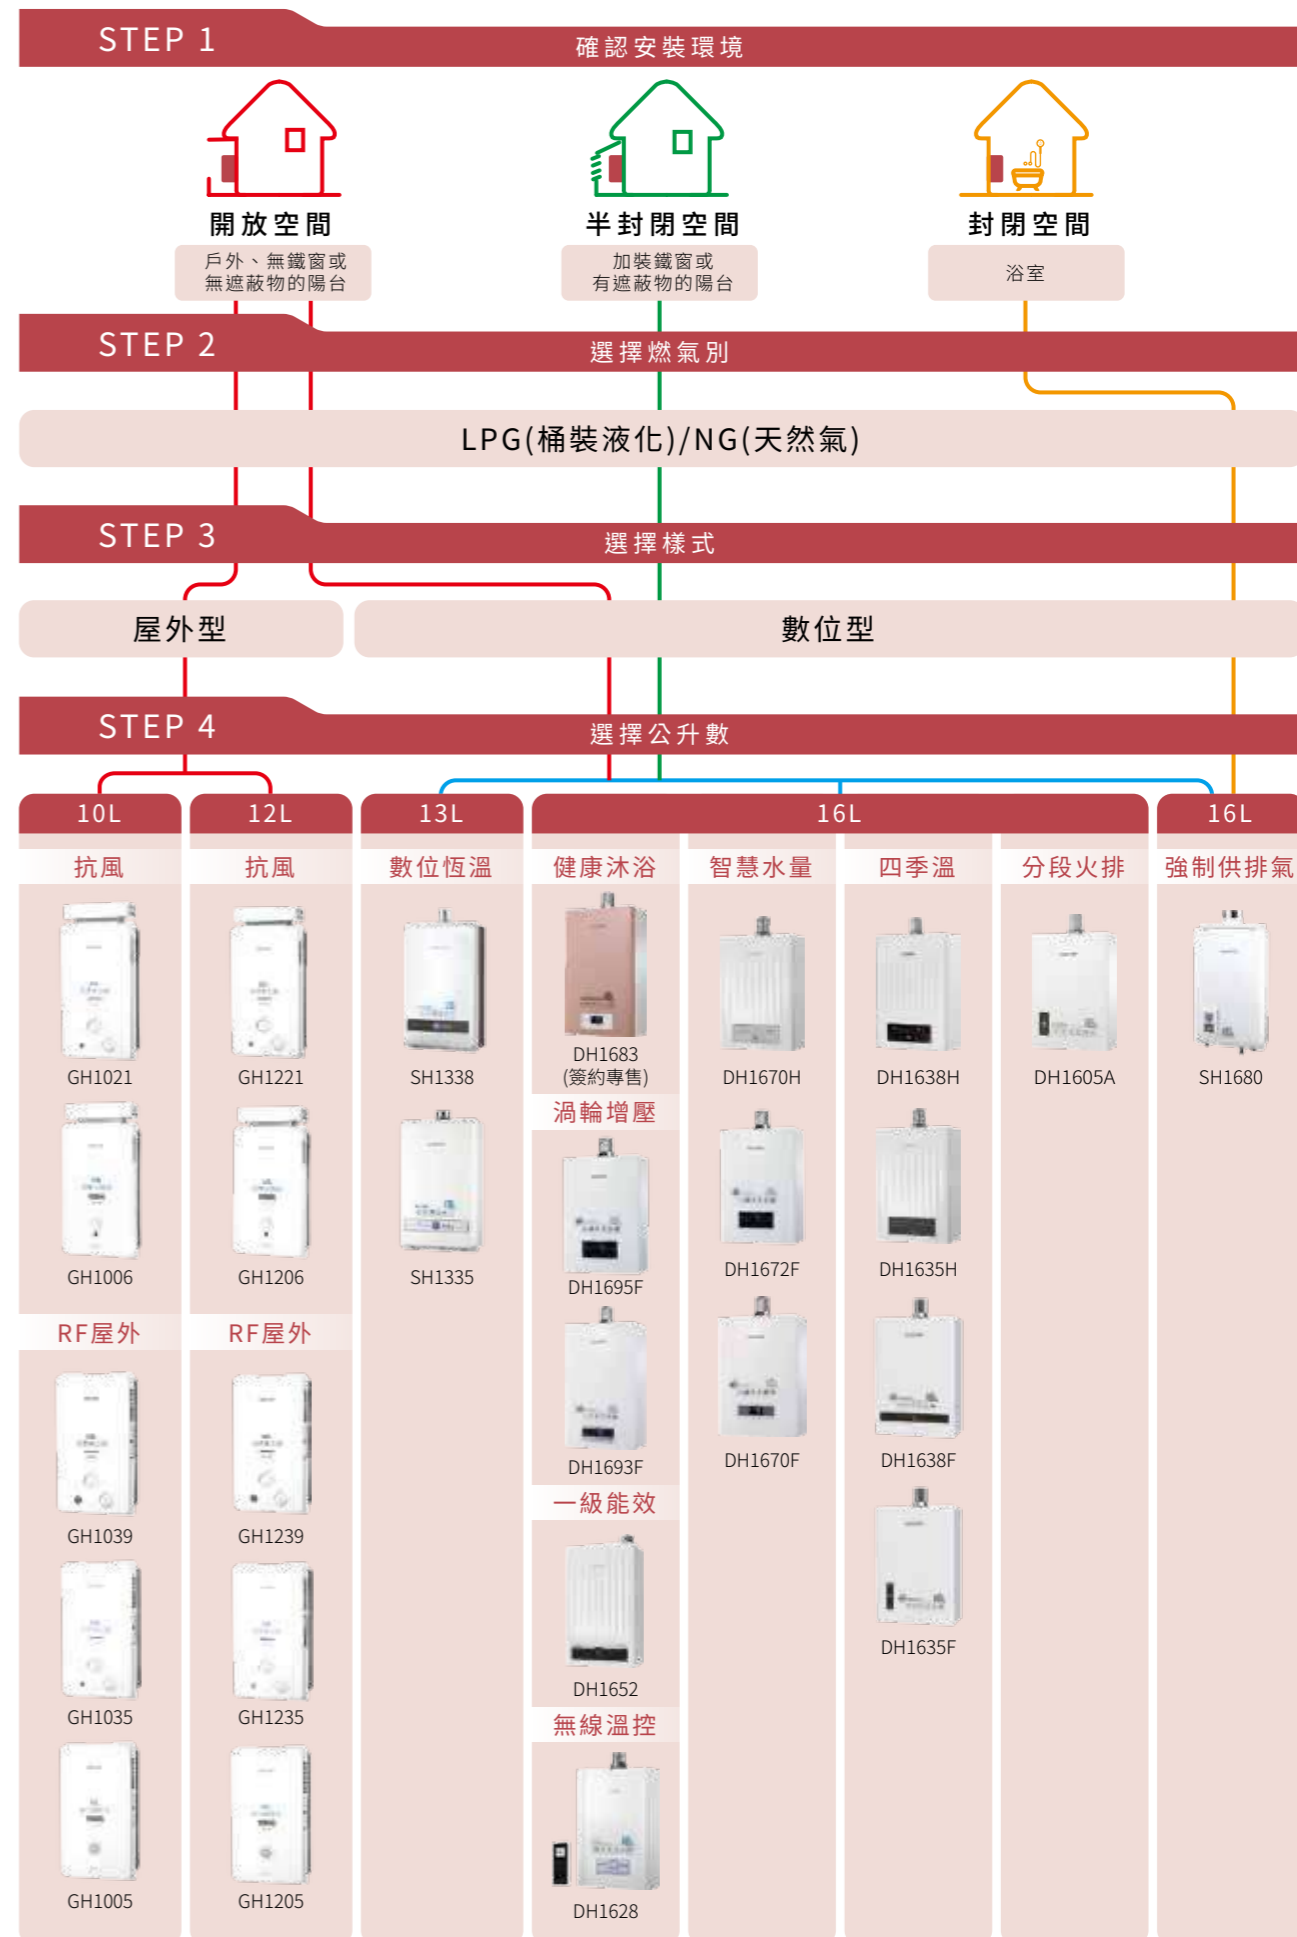 STEP 1
確認安裝環境
開放空間
戶外、無鐵窗或
無遮蔽物的陽台
半封閉空間
加裝鐵窗或
有遮蔽物的陽台
封閉空間
浴室
STEP 2
選擇燃氣別
LPG(桶裝液化)/NG(天然氣)
STEP 3
選擇樣式
屋外型
數位型
STEP 4
選擇公升數
10L
抗風
GH1021
GH1006
RF屋外
GH1039
GH1035
GH1005
12L
抗風
GH1221
GH1206
RF屋外
GH1239
GH1235
GH1205
13L
數位恆溫
SH1338
SH1335
16L
健康沐浴
DH1683
(簽約專售)
渦輪增壓
DH1695F
DH1693F
一級能效
DH1652
無線溫控
DH1628
智慧水量
DH1670H
DH1672F
DH1670F
四季溫
DH1638H
DH1635H
DH1638F
DH1635F
分段火排
DH1605A
16L
強制供排氣
SH1680